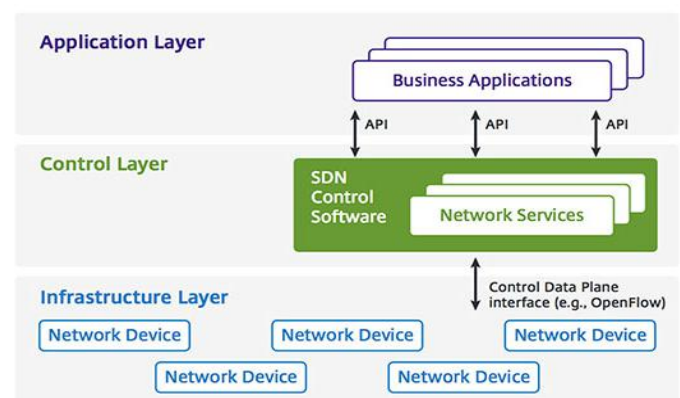 Application Layer
Business Applications
API
API
API
Control Layer
SDN
Control
Software
Network Services
Control Data Plane
interface (e.g., OpenFlow)
Infrastructure Layer
Network Device
Network Device
Network Device
Network Device
Network Device